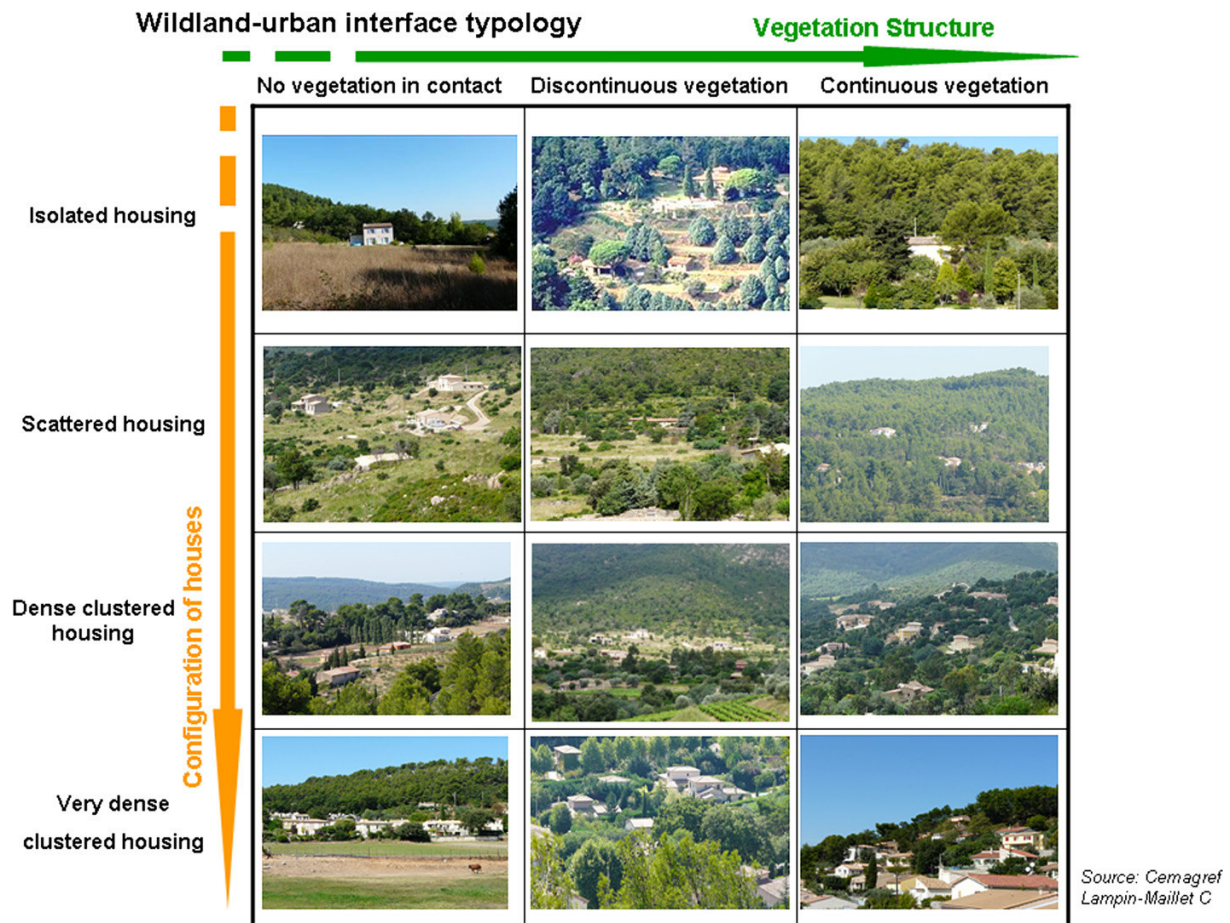 Wildland-urban interface typology
Vegetation Structure
No vegetation in contact
Discontinuous vegetation
Continuous vegetation
Isolated housing
Scattered housing
Configuration of houses
Dense clustered
housing
Very dense
clustered housing
Source: Cemagref
Lampin-Maillet C